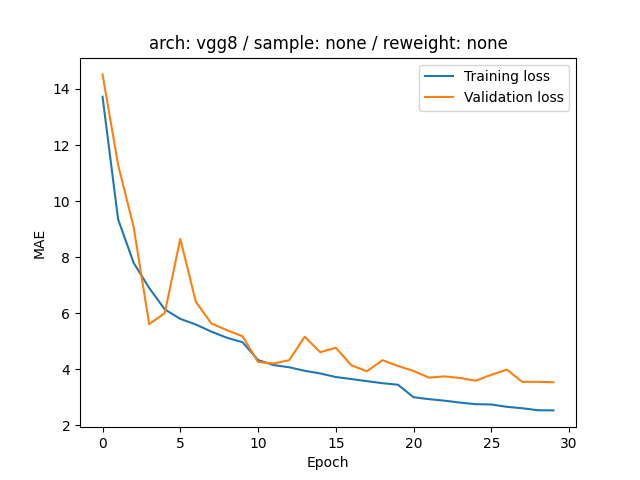 arch: vgg8 / sample: none / reweight: none
Training loss
Validation loss
MAE
14
12
10
8
6
4
2
0 5 10 15 20 25 30
Epoch